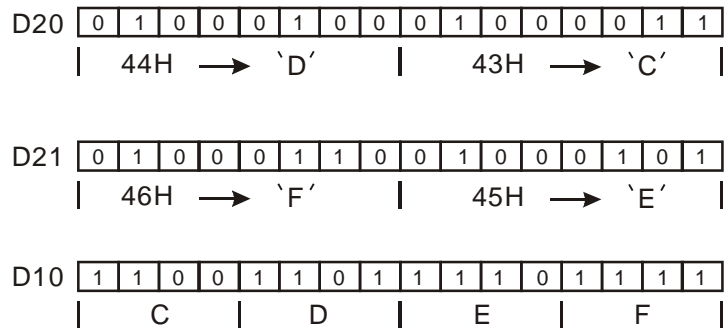 D20 0 1 0 0 0 1 0 0 0 1 0 0 0 0 1 1
44H → `D´ 43H → `C´
D21 0 1 0 0 0 1 1 0 0 1 0 0 0 1 0 1
46H → `F´ 45H → `E´
D10 1 1 0 0 1 1 0 1 1 1 1 0 1 1 1 1
C D E F